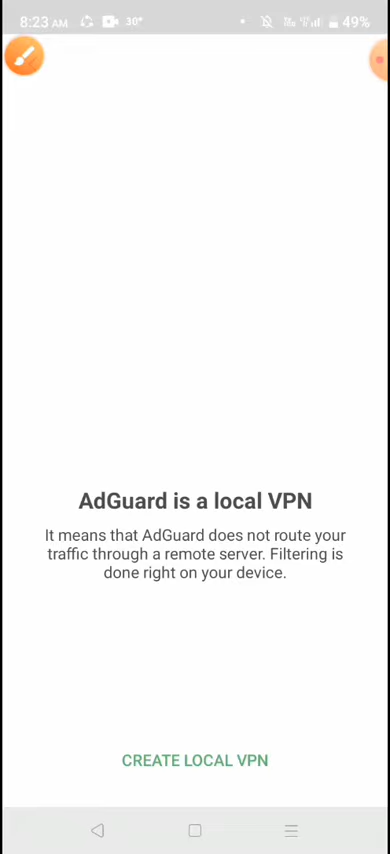 8:23 AM 30° 49%
AdGuard is a local VPN
It means that AdGuard does not route your
traffic through a remote server. Filtering is
done right on your device.
CREATE LOCAL VPN